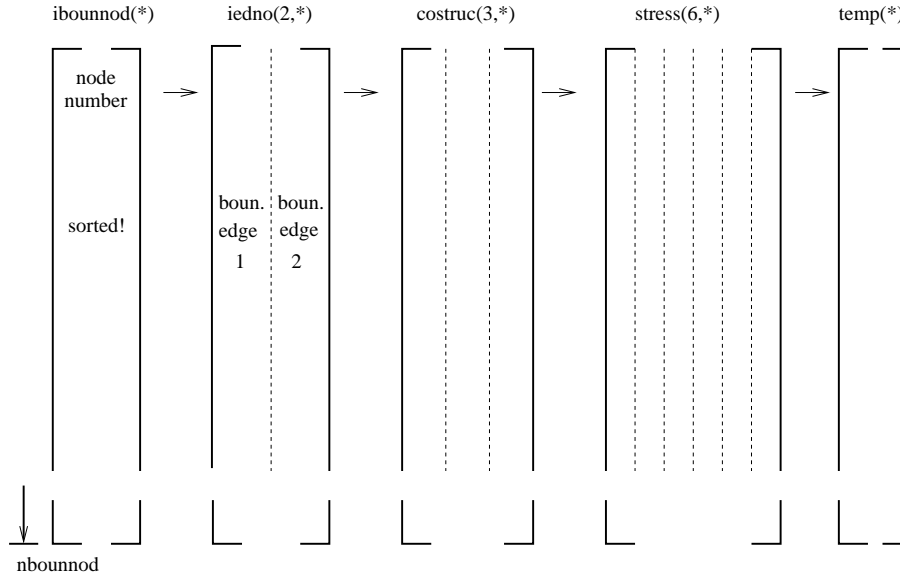 ibounnod(*)
iedno(2,*)
costruc(3,*)
stress(6,*)
temp(*)
node
number
sorted!
boun.
edge
1
boun.
edge
2
nbounnod